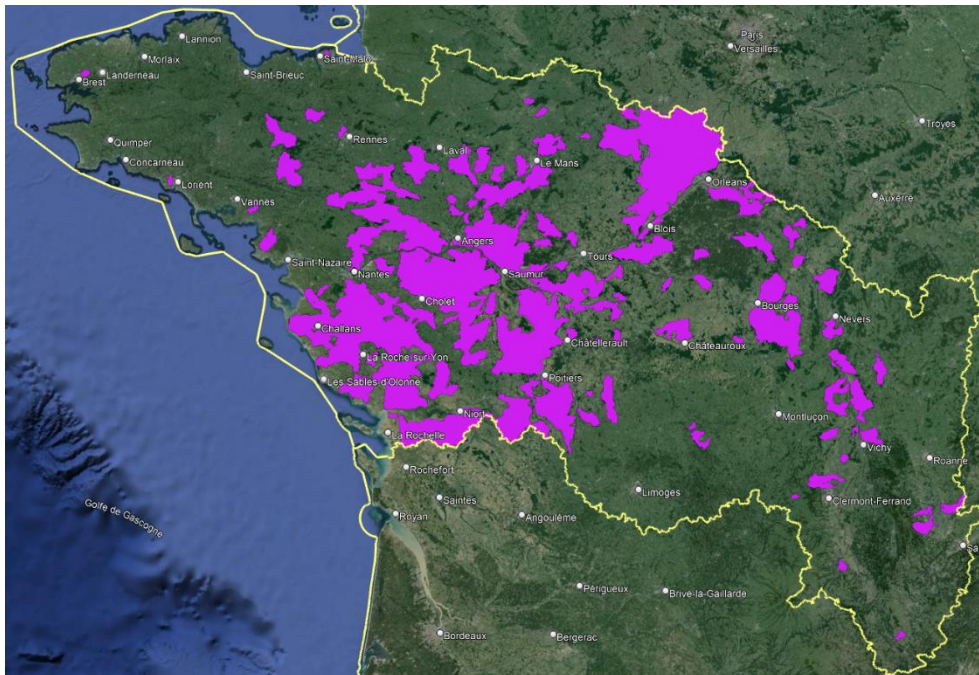 Lannion
Paris
Versailles
Morlaix
Saint-Malo
Landerneau
Saint-Brieuc
Brest
Troyes
Quimper
Rennes
Laval
Concarneau
Le Mans
Lorient
Orléans
Vannes
Auxerre
Blois
Angers
Tours
Saint-Nazaire
Nantes
Saumur
Cholet
Bourges
Nevers
Challans
Châtellerault
Châteauroux
La Roche-sur-Yon
Les Sables-d'Olonne
Poitiers
Niort
Montluçon
La Rochelle
Vichy
Roanne
Rochefort
Limoges
Saintes
Clermont-Ferrand
Golfe de Gascogne
Royan
Angoulême
Sa
Périgueux
Brive-la-Gaillarde
Bordeaux
Bergerac